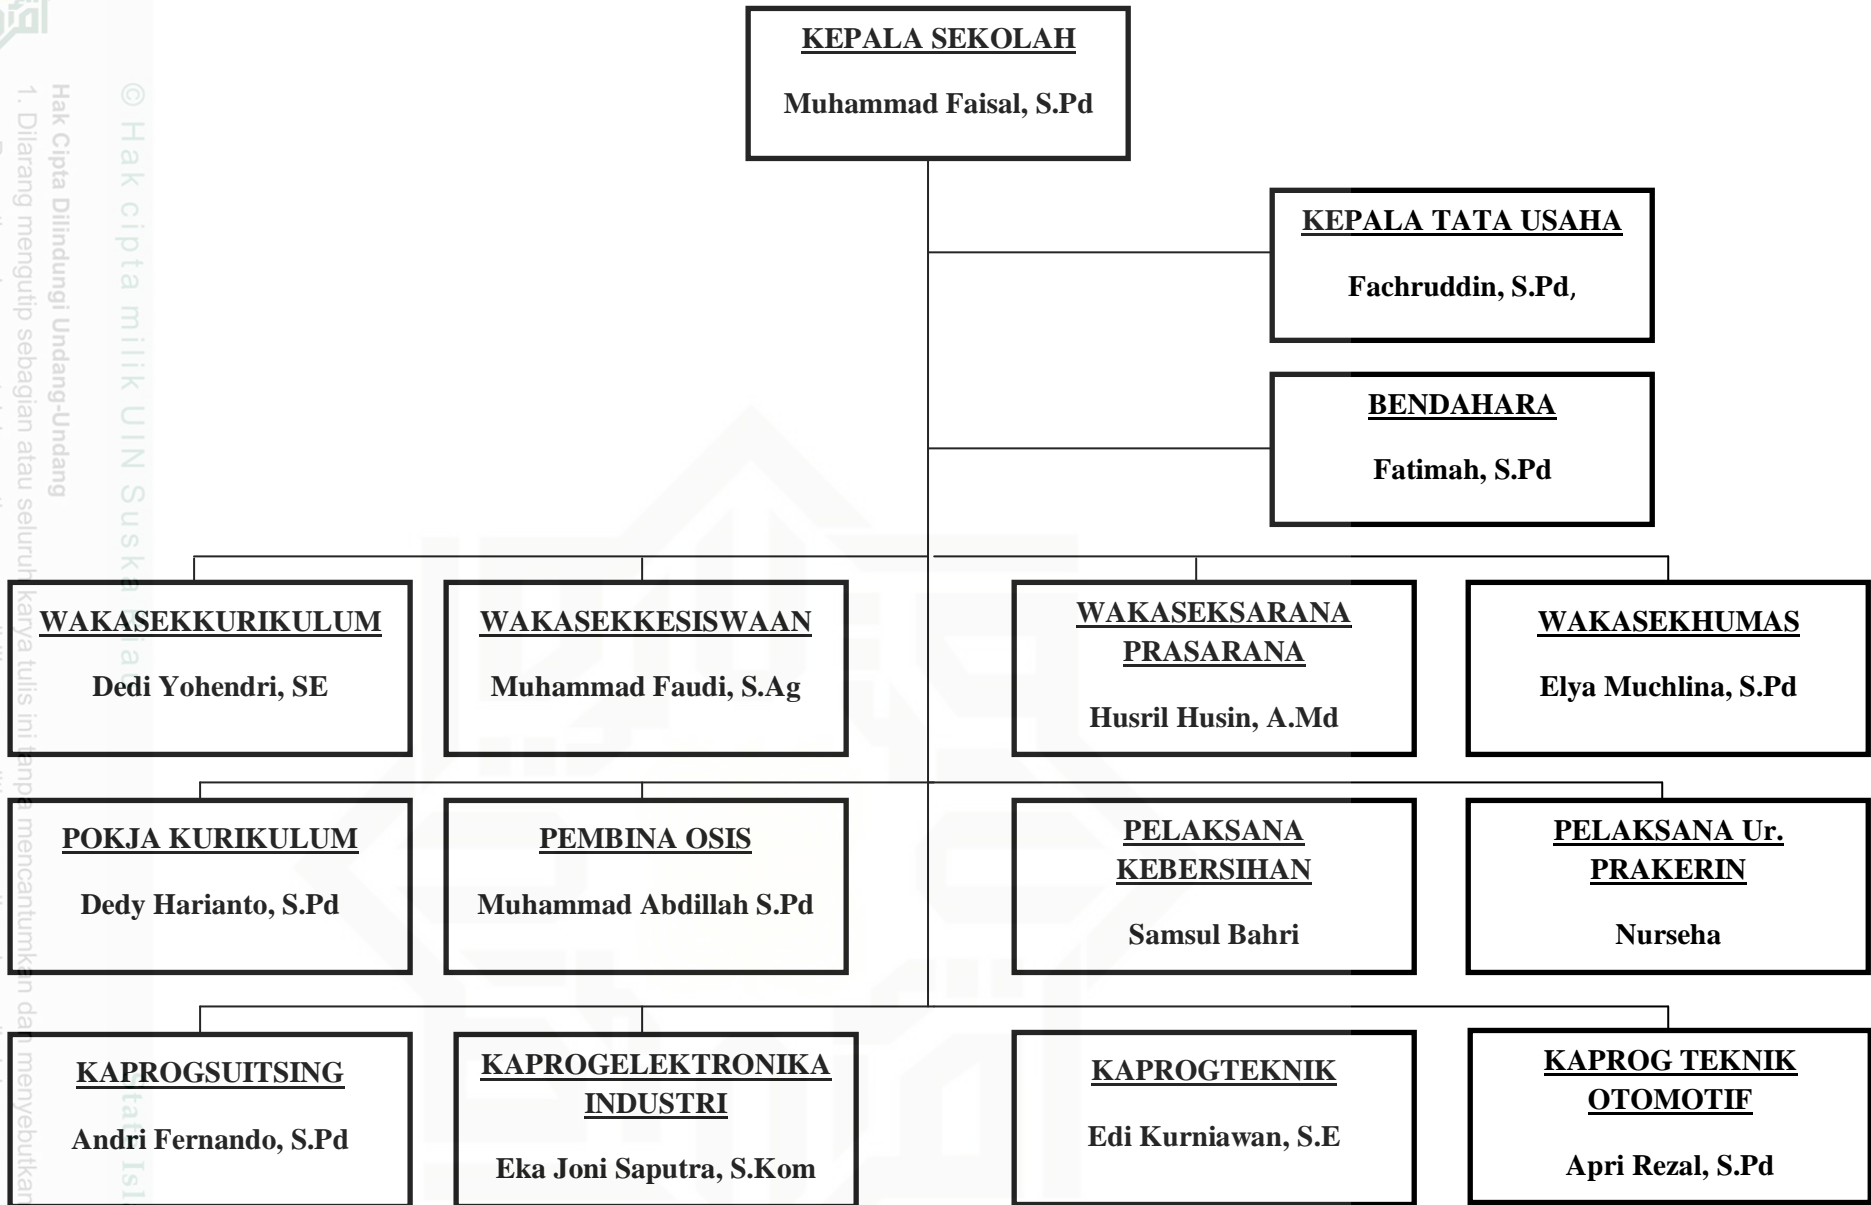 KEPALA SEKOLAH
Muhammad Faisal, S.Pd
KEPALA TATA USAHA
Fachruddin, S.Pd,
BENDAHARA
Fatimah, S.Pd
WAKASEKKURIKULUM
Dedi Yohendri, SE
WAKASEKKESISWAAN
Muhammad Faudi, S.Ag
WAKASEKSARANA
PRASARANA
Husril Husin, A.Md
WAKASEKHUMAS
Elya Muchlina, S.Pd
POKJA KURIKULUM
Dedy Harianto, S.Pd
PEMBINA OSIS
Muhammad Abdillah S.Pd
PELAKSANA
KEBERSIHAN
Samsul Bahri
PELAKSANA Ur.
PRAKERIN
Nurseha
KAPROGSUITSING
Andri Fernando, S.Pd
KAPROGELEKTRONIKA
INDUSTRI
Eka Joni Saputra, S.Kom
KAPROGTEKNIK
Edi Kurniawan, S.E
KAPROG TEKNIK
OTOMOTIF
Apri Rezal, S.Pd
© Hak cipta milik UIN Suska
Hak Cipta Dilindungi Undang-Undang
1. Dilarang mengutip sebagian atau seluruh karya tulis ini tanpa mencantumkan dan menyebutkan